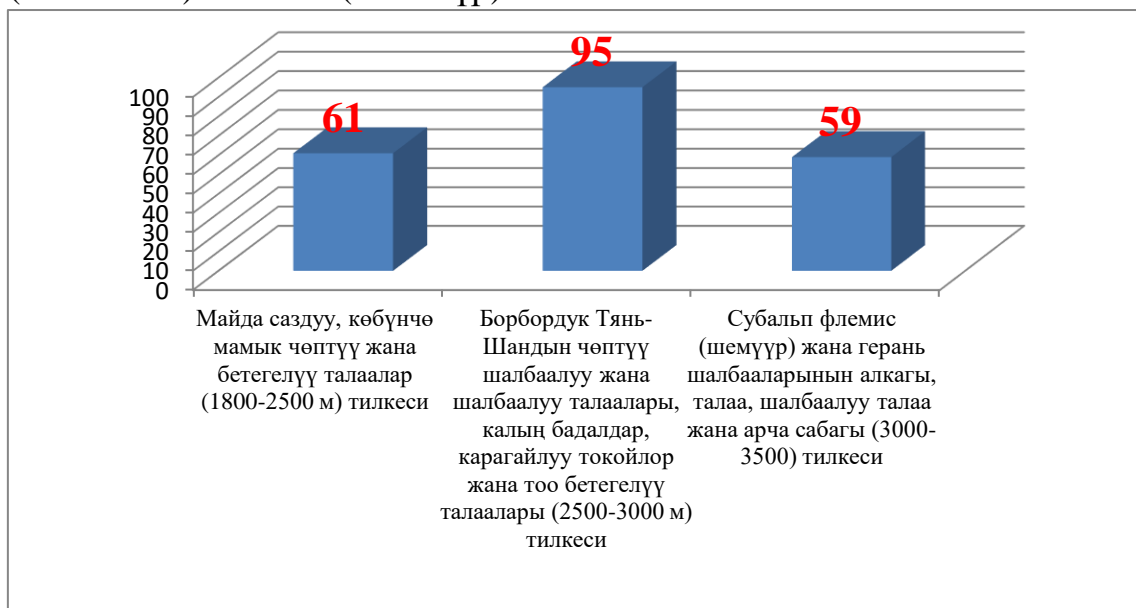 95
61
59
100
90
80
70
60
50
40
30
20
10
0
Майда саздуу, көбүнчө
мамык чөптүү жана
бетегелүү талаалар
(1800-2500 м) тилкеси
Борбордук Тянь-
Шандын чөптүү
шалбаалуу жана
шалбаалуу талаалары,
калың бадалдар,
карагайлуу токойлор
жана тоо бетегелүү
талаалары (2500-3000 м)
тилкеси
Субальп флемис
(шемүүр) жана герань
шалбааларынын алкагы,
талаа, шалбаалуу талаа
жана арча сабагы (3000-
3500) тилкеси